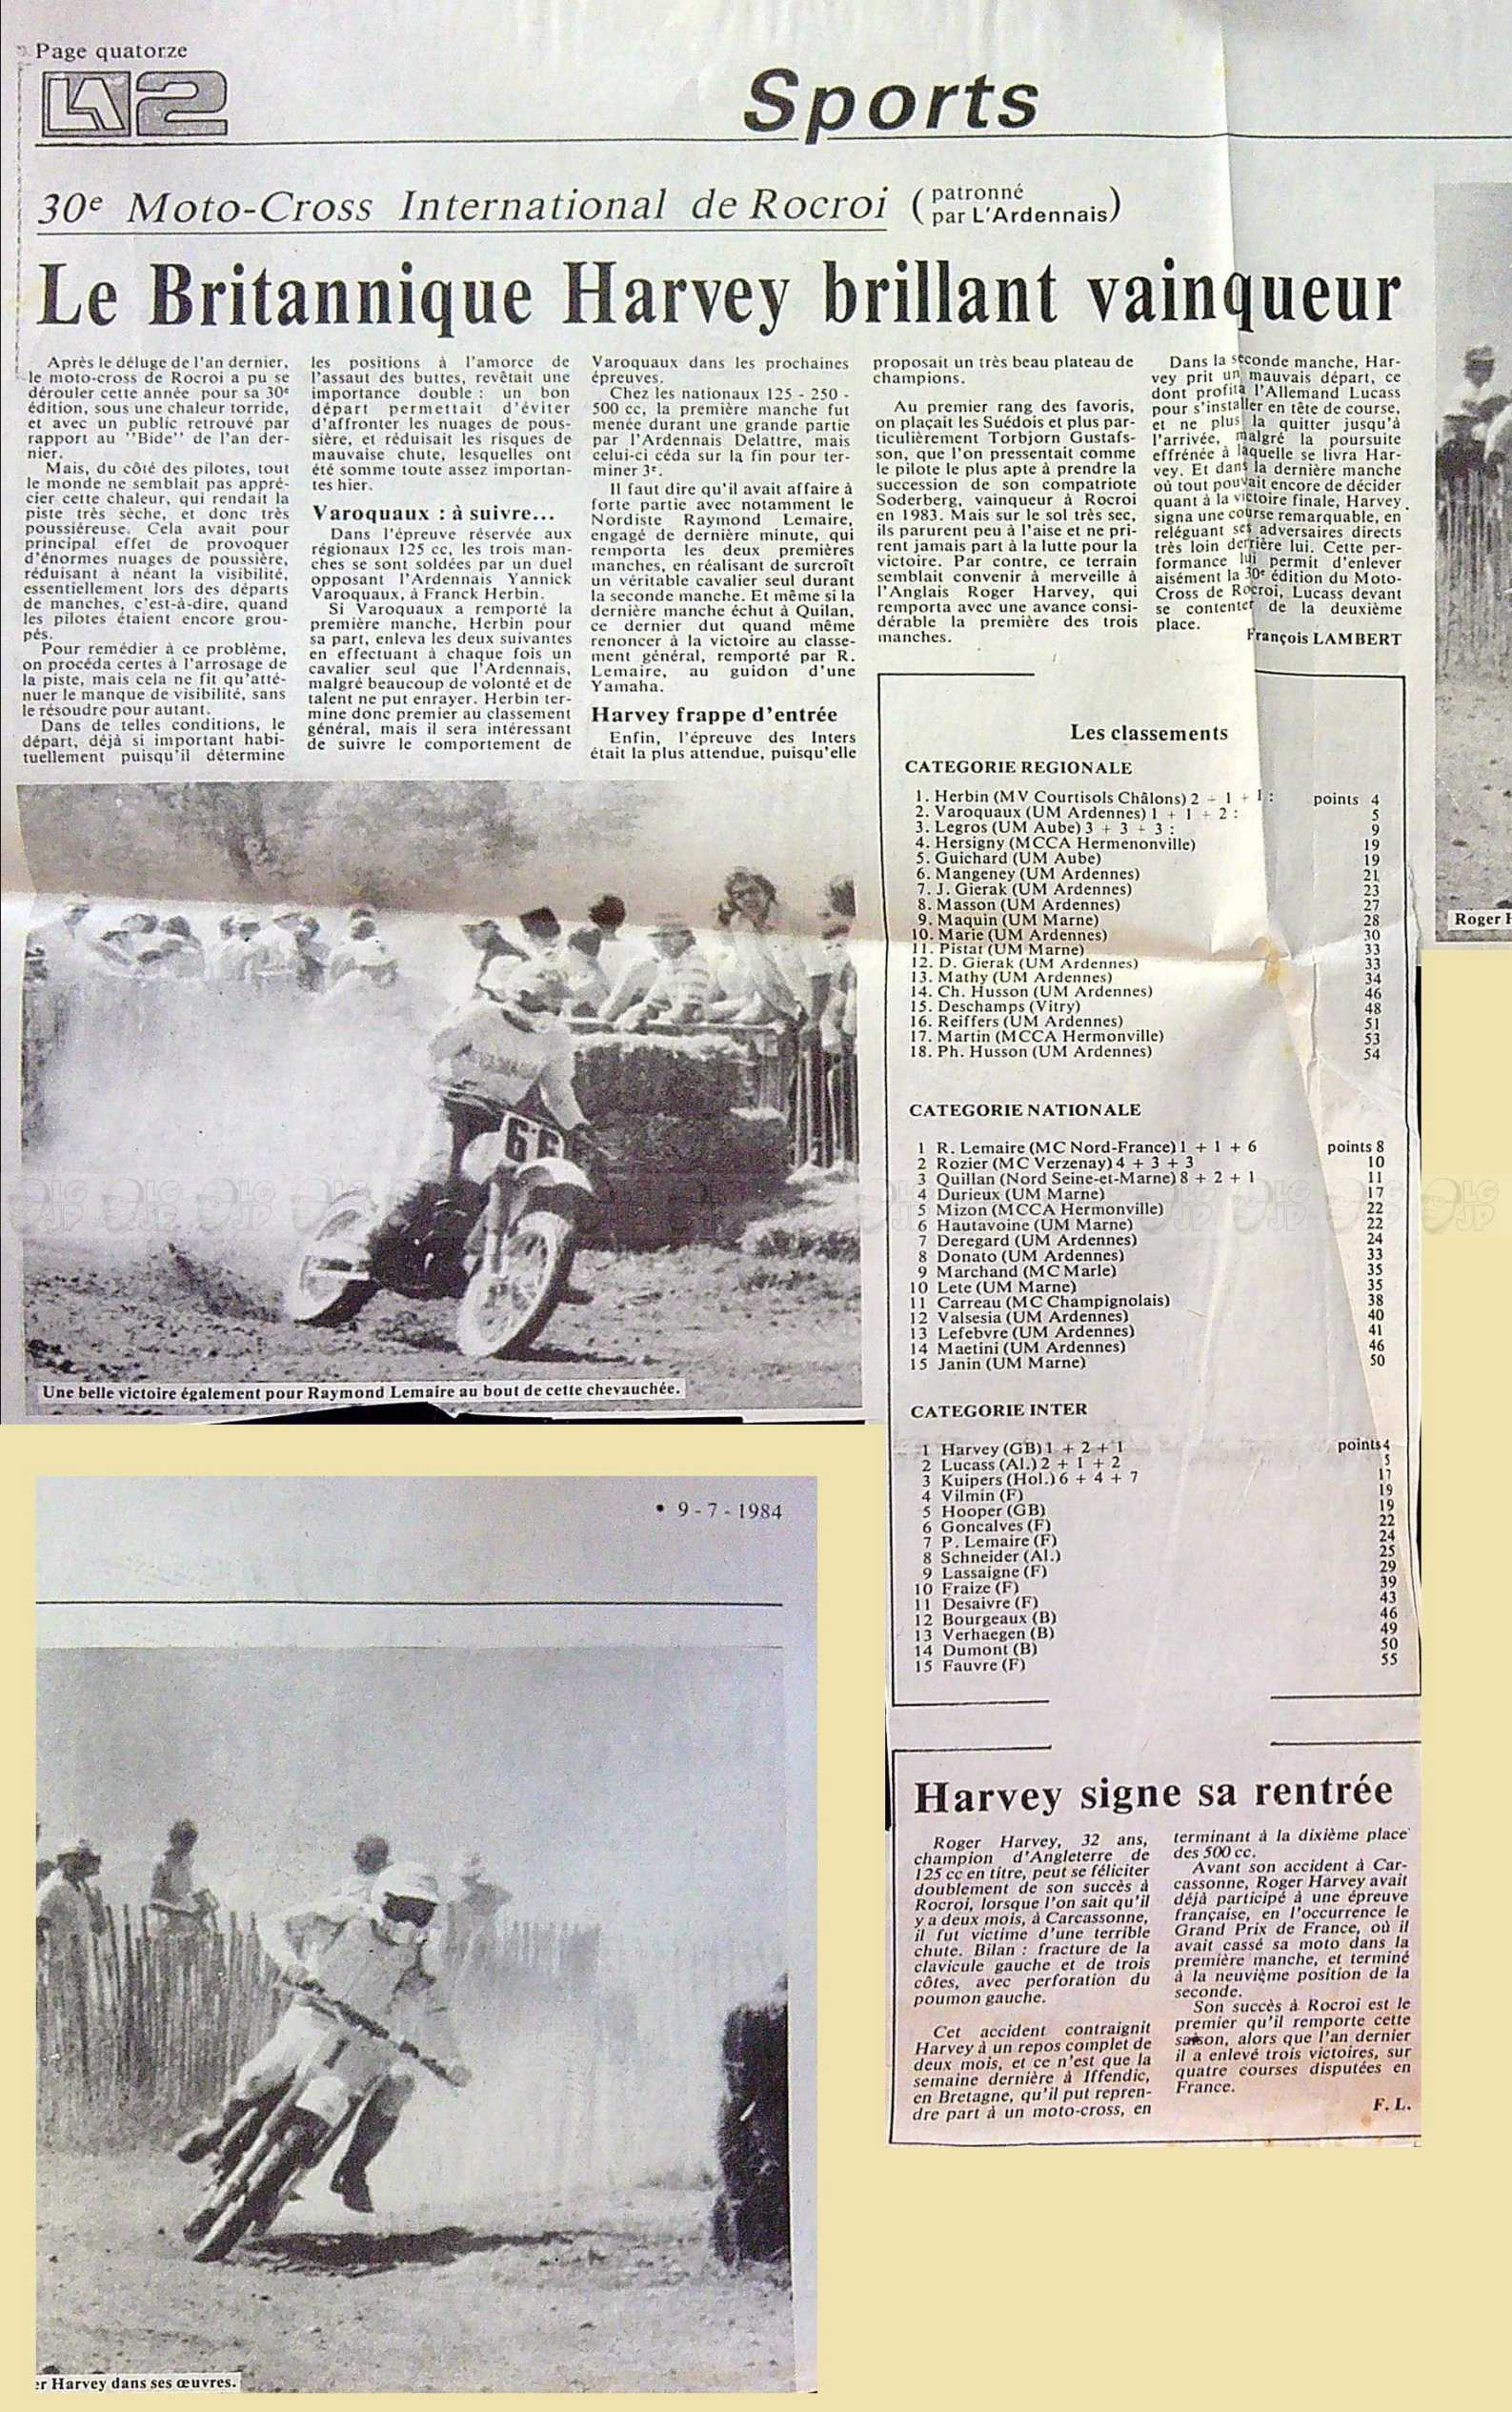 Page quatorze
LA2
Sports
30e Moto-Cross International de Rocroi (patronné
par L'Ardennais)
Le Britannique Harvey brillant vainqueur
Après le déluge de l'an dernier,
le moto-cross de Rocroi a pu se
dérouler cette année pour sa 30e
édition, sous une chaleur torride,
et avec un public retrouvé par
rapport au "Bide" de l'an der-
nier.
Mais, du côté des pilotes, tout
le monde ne semblait pas appré-
cier cette chaleur, qui rendait la
piste très sèche, et donc très
poussiéreuse. Cela avait pour
principal effet de provoquer
d'énormes nuages de poussière,
réduisant à néant la visibilité,
essentiellement lors des départs
de manches, c'est-à-dire, quand
les pilotes étaient encore grou-
pés.
Pour remédier à ce problème,
on procéda certes à l'arrosage de
la piste, mais cela ne fit qu'atté-
nuer le manque de visibilité, sans
le résoudre pour autant.
Dans de telles conditions, le
départ, déjà si important habi-
tuellement puisqu'il détermine
les positions à l'amorce de
l'assaut des buttes, revêtait une
importance double : un bon
départ permettait d'éviter
d'affronter les nuages de pous-
sière, et réduisait les risques de
mauvaise chute, lesquelles ont
été somme toute assez importan-
tes hier.
Varoquaux : à suivre...
Dans l'épreuve réservée aux
régionaux 125 cc, les trois man-
ches se sont soldées par un duel
opposant l'Ardennais Yannick
Varoquaux, à Franck Herbin.
Si Varoquaux a remporté la
première manche, Herbin pour
sa part, enleva les deux suivantes
en effectuant à chaque fois un
cavalier seul que l'Ardennais,
malgré beaucoup de volonté et de
talent ne put enrayer. Herbin ter-
mine donc premier au classement
général, mais il sera intéressant
de suivre le comportement de
Varoquaux dans les prochaines
épreuves.
Chez les nationaux 125 - 250 -
500 cc, la première manche fut
menée durant une grande partie
par l'Ardennais Delattre, mais
celui-ci céda sur la fin pour ter-
miner 3e.
Il faut dire qu'il avait affaire à
forte partie avec notamment le
Nordiste Raymond Lemaire,
engagé de dernière minute, qui
remporta les deux premières
manches, en réalisant de surcroît
un véritable cavalier seul durant
la seconde manche. Et même si la
dernière manche échut à Quilan,
ce dernier dut quand même
renoncer à la victoire au classe-
ment général, remporté par R.
Lemaire, au guidon d'une
Yamaha.
Harvey frappe d'entrée
Enfin, l'épreuve des Inters
était la plus attendue, puisqu'elle
proposait un très beau plateau de
champions.
Au premier rang des favoris,
on plaçait les Suédois et plus par-
ticulièrement Torbjorn Gustafs-
son, que l'on pressentait comme
le pilote le plus apte à prendre la
succession de son compatriote
Soderberg, vainqueur à Rocroi
en 1983. Mais sur le sol très sec,
ils parurent peu à l'aise et ne pri-
rent jamais part à la lutte pour la
victoire. Par contre, ce terrain
semblait convenir à merveille à
l'Anglais Roger Harvey, qui
remporta avec une avance consi-
dérable la première des trois
manches.
Dans la seconde manche, Har-
vey prit un mauvais départ, ce
dont profita l'Allemand Lucass
pour s'installer en tête de course,
et ne plus la quitter jusqu'à
l'arrivée, malgré la poursuite
effrénée à laquelle se livra Har-
vey. Et dans la dernière manche
où tout pouvait encore de décider
quant à la victoire finale, Harvey
signa une course remarquable, en
reléguant ses adversaires directs
très loin derrière lui. Cette per-
formance lui permit d'enlever
aisément la 30e édition du Moto-
Cross de Rocroi, Lucass devant
se contenter de la deuxième
place.
François LAMBERT
Roger H
Les classements
CATEGORIE REGIONALE
1. Herbin (MV Courtisols Châlons) 2 + 1 + 1 : points 4
2. Varoquaux (UM Ardennes) 1 + 1 + 2 : 5
3. Legros (UM Aube) 3 + 3 + 3 : 9
4. Hersigny (MCCA Hermenonville) 19
5. Guichard (UM Aube) 19
6. Mangeney (UM Ardennes) 21
7. J. Gierak (UM Ardennes) 23
8. Masson (UM Ardennes) 27
9. Maquin (UM Marne) 28
10. Marie (UM Ardennes) 30
11. Pistat (UM Marne) 33
12. D. Gierak (UM Ardennes) 33
13. Mathy (UM Ardennes) 34
14. Ch. Husson (UM Ardennes) 46
15. Deschamps (Vitry) 48
16. Reiffers (UM Ardennes) 51
17. Martin (MCCA Hermonville) 53
18. Ph. Husson (UM Ardennes) 54
CATEGORIE NATIONALE
1 R. Lemaire (MC Nord-France) 1 + 1 + 6 points 8
2 Rozier (MC Verzenay) 4 + 3 + 3 10
3 Quillan (Nord Seine-et-Marne) 8 + 2 + 1 11
4 Durieux (UM Marne) 17
5 Mizon (MCCA Hermonville) 22
6 Hautavoine (UM Marne) 22
7 Deregard (UM Ardennes) 24
8 Donato (UM Ardennes) 33
9 Marchand (MC Marle) 35
10 Lete (UM Marne) 35
11 Carreau (MC Champignolais) 38
12 Valsesia (UM Ardennes) 40
13 Lefebvre (UM Ardennes) 41
14 Maetini (UM Ardennes) 46
15 Janin (UM Marne) 50
CATEGORIE INTER
1 Harvey (GB) 1 + 2 + 1 points 4
2 Lucass (Al.) 2 + 1 + 2 5
3 Kuipers (Hol.) 6 + 4 + 7 17
4 Vilmin (F) 19
5 Hooper (GB) 19
6 Goncalves (F) 22
7 P. Lemaire (F) 24
8 Schneider (Al.) 25
9 Lassaigne (F) 29
10 Fraize (F) 39
11 Desaivre (F) 43
12 Bourgeaux (B) 46
13 Verhaegen (B) 49
14 Dumont (B) 50
15 Fauvre (F) 55
66
Une belle victoire également pour Raymond Lemaire au bout de cette chevauchée.
LG JP
• 9 - 7 - 1984
1
er Harvey dans ses œuvres.
Harvey signe sa rentrée
Roger Harvey, 32 ans,
champion d'Angleterre de
125 cc en titre, peut se féliciter
doublement de son succès à
Rocroi, lorsque l'on sait qu'il
y a deux mois, à Carcassonne,
il fut victime d'une terrible
chute. Bilan : fracture de la
clavicule gauche et de trois
côtes, avec perforation du
poumon gauche.
Cet accident contraignit
Harvey à un repos complet de
deux mois, et ce n'est que la
semaine dernière à Iffendic,
en Bretagne, qu'il put repren-
dre part à un moto-cross, en
terminant à la dixième place
des 500 cc.
Avant son accident à Car-
cassonne, Roger Harvey avait
déjà participé à une épreuve
française, en l'occurrence le
Grand Prix de France, où il
avait cassé sa moto dans la
première manche, et terminé
à la neuvième position de la
seconde.
Son succès à Rocroi est le
premier qu'il remporte cette
saison, alors que l'an dernier
il a enlevé trois victoires, sur
quatre courses disputées en
France.
F. L.